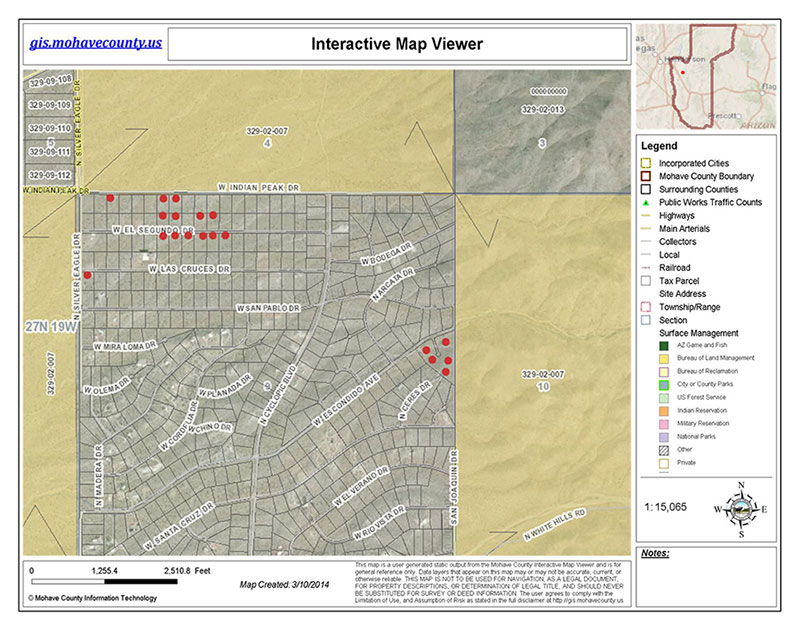 gis.mohavecounty.us
Interactive Map Viewer
Henderson
Prescott
Flag
ARIZONA
329-09-108
329-09-109
329-09-110
5
329-09-111
329-09-112
N SILVER EAGLE DR
W INDIAN PEAK DR
329-02-007
4
00000000
329-02-013
3
W INDIAN PEAK DR
W EL SEGUNDO DR
W LAS CRUCES DR
W BODEGA DR
N ARCATA DR
N SILVER EAGLE DR
W SAN PABLO DR
27N 19W
W MIRA LOMA DR
329-02-007
W OLEMA DR
W PLANADA DR
9
N CYCLOPIC BLVD
W ESCONDIDO AVE
N CERES DR
329-02-007
10
W CORDELIA DR
W CHINO DR
N MADERA DR
W EL VERANO DR
SAN JOAQUIN DR
W SANTA CRUZ DR
W RIO VISTA DR
N WHITE HILLS RD
Legend
Incorporated Cities
Mohave County Boundary
Surrounding Counties
Public Works Traffic Counts
Highways
Main Arterials
Collectors
Local
Railroad
Tax Parcel
Site Address
Township/Range
Section
Surface Management
AZ Game and Fish
Bureau of Land Management
Bureau of Reclamation
City or County Parks
US Forest Service
Indian Reservation
Military Reservation
National Parks
Other
Private
1: 15,065
N
W E
S
Notes:
0 1,255.4 2,510.8 Feet
Map Created: 3/10/2014
© Mohave County Information Technology
This map is a user generated static output from the Mohave County Interactive Map Viewer and is for
general reference only. Data layers that appear on this map may or may not be accurate, current, or
otherwise reliable. THIS MAP IS NOT TO BE USED FOR NAVIGATION, AS A LEGAL DOCUMENT,
FOR PROPERTY DESCRIPTIONS, OR DETERMINATION OF LEGAL TITLE, AND SHOULD NEVER
BE SUBSTITUTED FOR SURVEY OR DEED INFORMATION. The user agrees to comply with the
Limitation of Use, and Assumption of Risk as stated in the full disclaimer at http://gis.mohavecounty.us